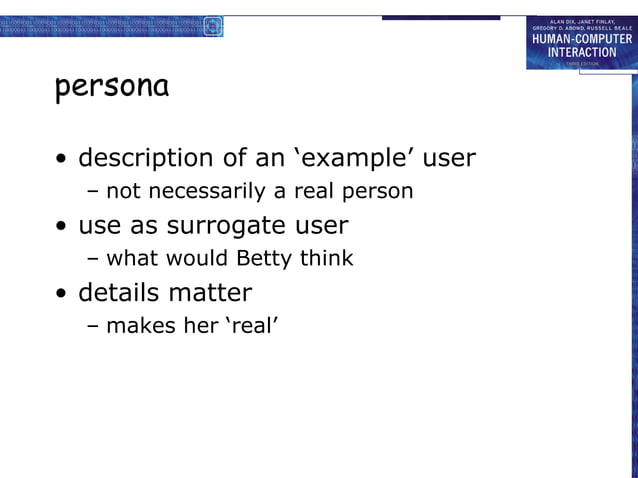 ALAN DIX, JANET FINLAY,
GREGORY D. ABOWD, RUSSELL BEALE
HUMAN-COMPUTER
INTERACTION
THIRD EDITION
persona
• description of an ‘example’ user
– not necessarily a real person
• use as surrogate user
– what would Betty think
• details matter
– makes her ‘real’